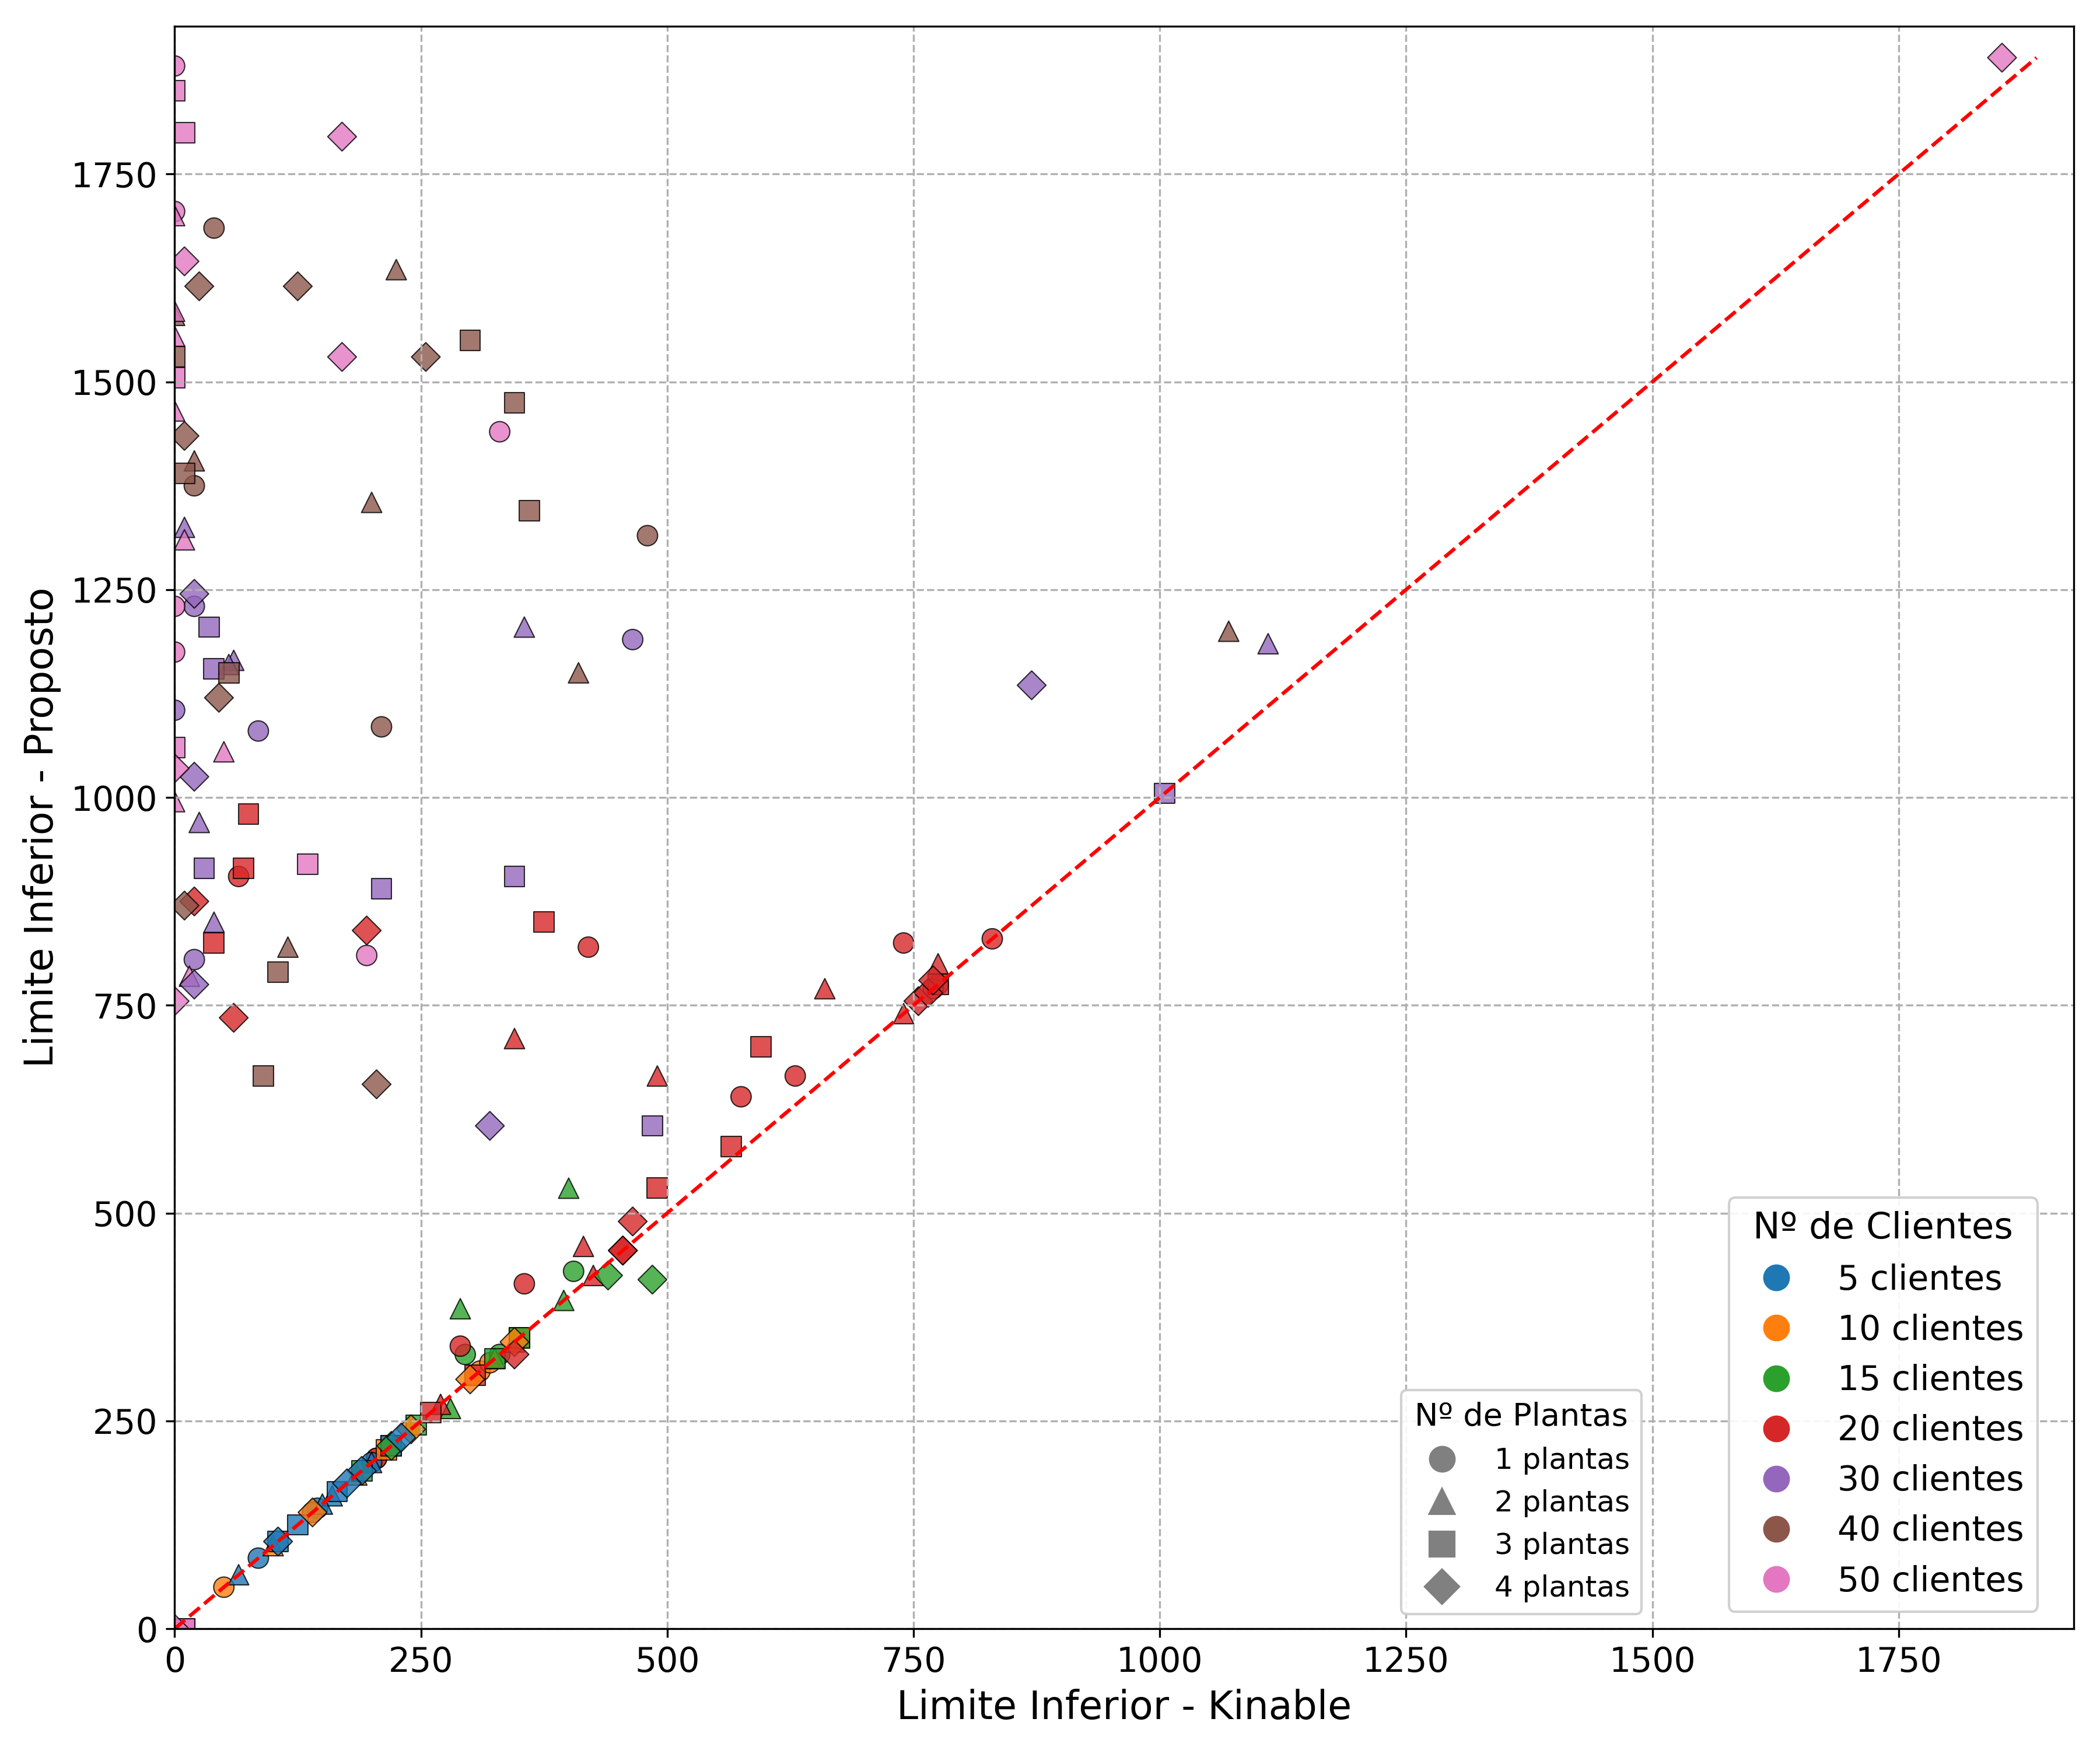 Limite Inferior - Proposto
1750
1500
1250
1000
750
500
250
0
0 250 500 750 1000 1250 1500 1750
Limite Inferior - Kinable
Nº de Plantas
1 plantas
2 plantas
3 plantas
4 plantas
Nº de Clientes
5 clientes
10 clientes
15 clientes
20 clientes
30 clientes
40 clientes
50 clientes